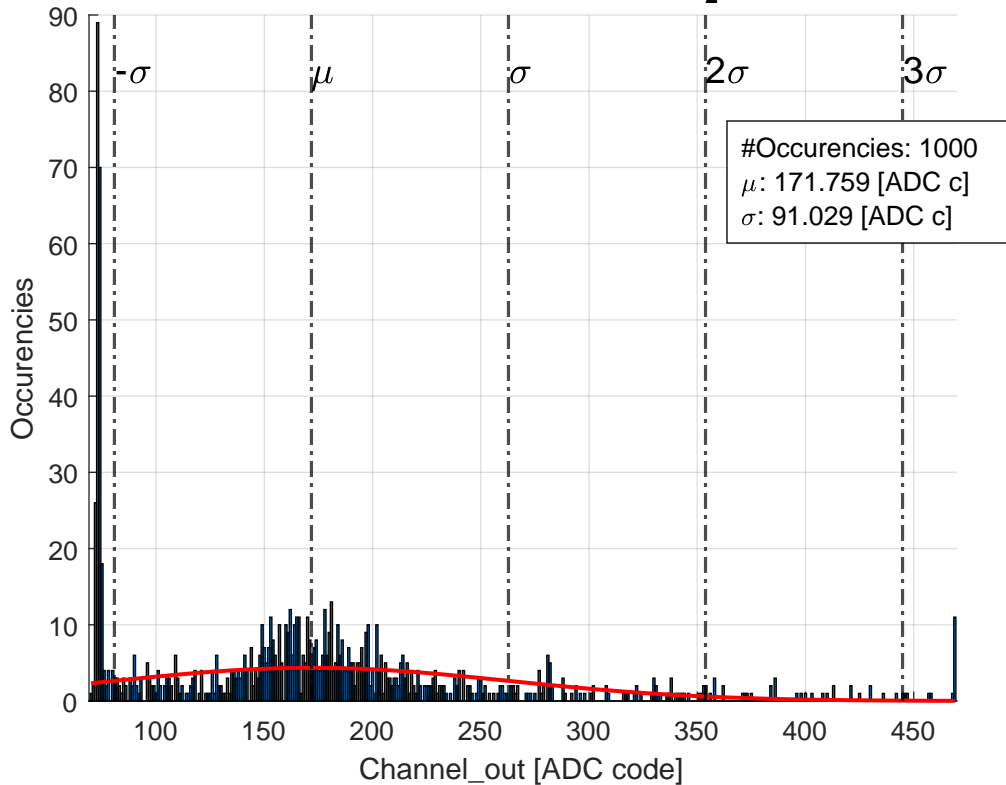 2
90
80
70
60
50
40
30
20
10
0
-σ
μ
σ
2σ
3σ
#Occurencies: 1000
μ: 171.759 [ADC c]
σ: 91.029 [ADC c]
Occurencies
100 150 200 250 300 350 400 450
Channel_out [ADC code]